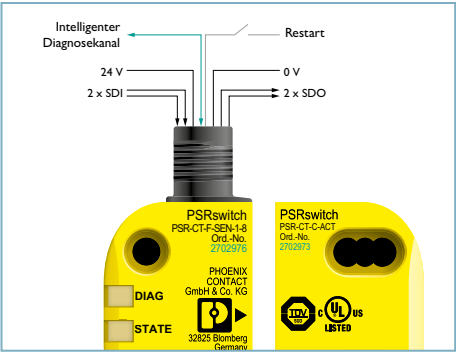 Intelligenter
Diagnosekanal
Restart
24 V
0 V
2 x SDI
2 x SDO
PSRswitch
PSR-CT-F-SEN-1-8
Ord.-No.
2702976
PHOENIX
CONTACT
GmbH & Co. KG
32825 Blomberg
Germany
DIAG
STATE
PSRswitch
PSR-CT-C-ACT
Ord.-No.
2702973
TÜV
C UL US
LISTED